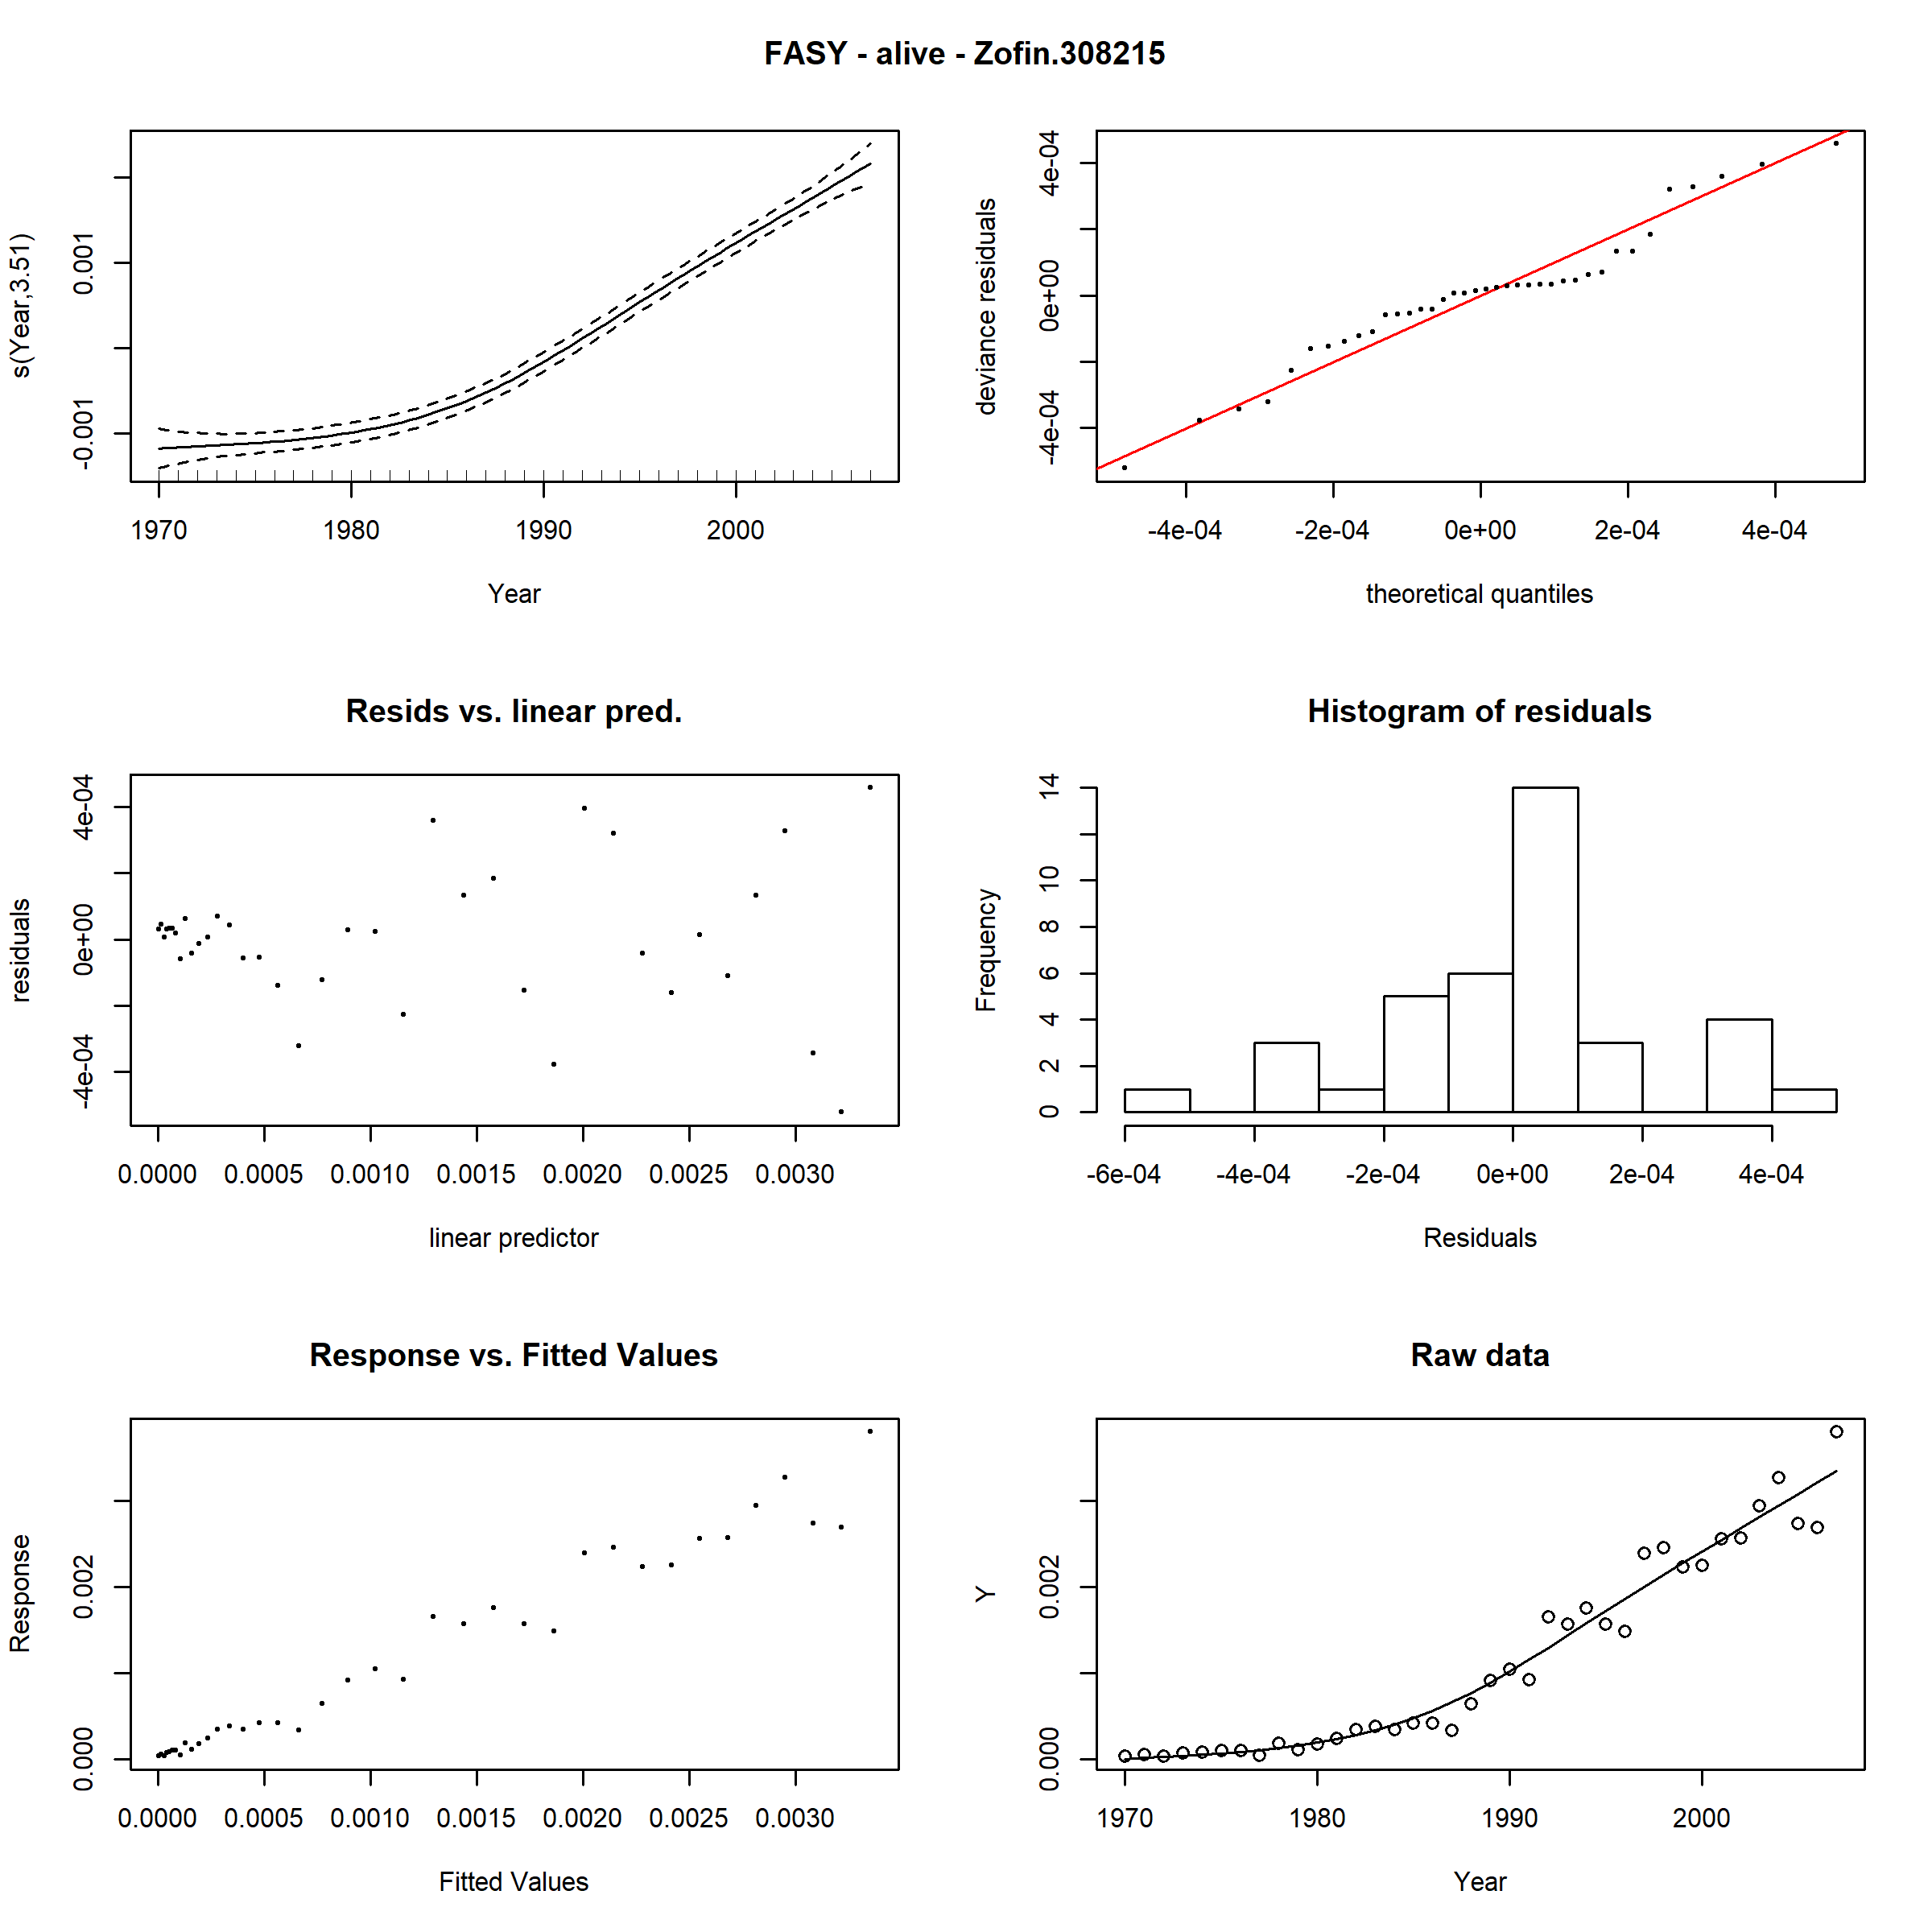 FASY - alive - Zofin.308215
s(Year,3.51)
-0.001 0.001
1970 1980 1990 2000
Year
deviance residuals
-4e-04 0e+00 4e-04
-4e-04 -2e-04 0e+00 2e-04 4e-04
theoretical quantiles
Resids vs. linear pred.
residuals
-4e-04 0e+00 4e-04
0.0000 0.0005 0.0010 0.0015 0.0020 0.0025 0.0030
linear predictor
Histogram of residuals
Frequency
0 2 4 6 8 10 14
-6e-04 -4e-04 -2e-04 0e+00 2e-04 4e-04
Residuals
Response vs. Fitted Values
Response
0.000 0.002
0.0000 0.0005 0.0010 0.0015 0.0020 0.0025 0.0030
Fitted Values
Raw data
Y
0.000 0.002
1970 1980 1990 2000
Year